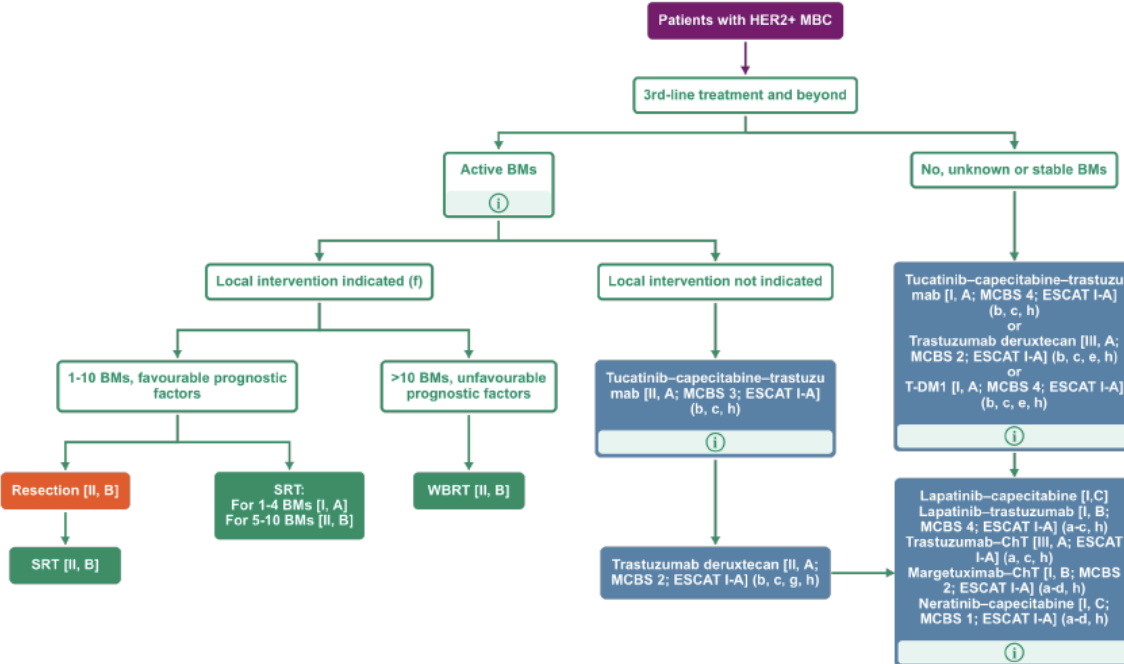 Patients with HER2+ MBC
3rd-line treatment and beyond
Active BMs
i
No, unknown or stable BMs
Local intervention indicated (f)
Local intervention not indicated
1-10 BMs, favourable prognostic
factors
>10 BMs, unfavourable
prognostic factors
Resection [II, B]
SRT [II, B]
SRT:
For 1-4 BMs [I, A]
For 5-10 BMs [II, B]
WBRT [II, B]
Tucatinib–capecitabine–trastuzu
mab [II, A; MCBS 3; ESCAT I-A]
(b, c, h)
i
Trastuzumab deruxtecan [II, A;
MCBS 2; ESCAT I-A] (b, c, g, h)
Tucatinib–capecitabine–trastuzu
mab [I, A; MCBS 4; ESCAT I-A]
(b, c, h)
or
Trastuzumab deruxtecan [III, A;
MCBS 2; ESCAT I-A] (b, c, e, h)
or
T-DM1 [I, A; MCBS 4; ESCAT I-A]
(b, c, e, h)
i
Lapatinib–capecitabine [I,C]
Lapatinib–trastuzumab [I, B;
MCBS 4; ESCAT I-A] (a-c, h)
Trastuzumab–ChT [III, A; ESCAT
I-A] (a, c, h)
Margetuximab–ChT [I, B; MCBS
2; ESCAT I-A] (a-d, h)
Neratinib–capecitabine [I, C;
MCBS 1; ESCAT I-A] (a-d, h)
i